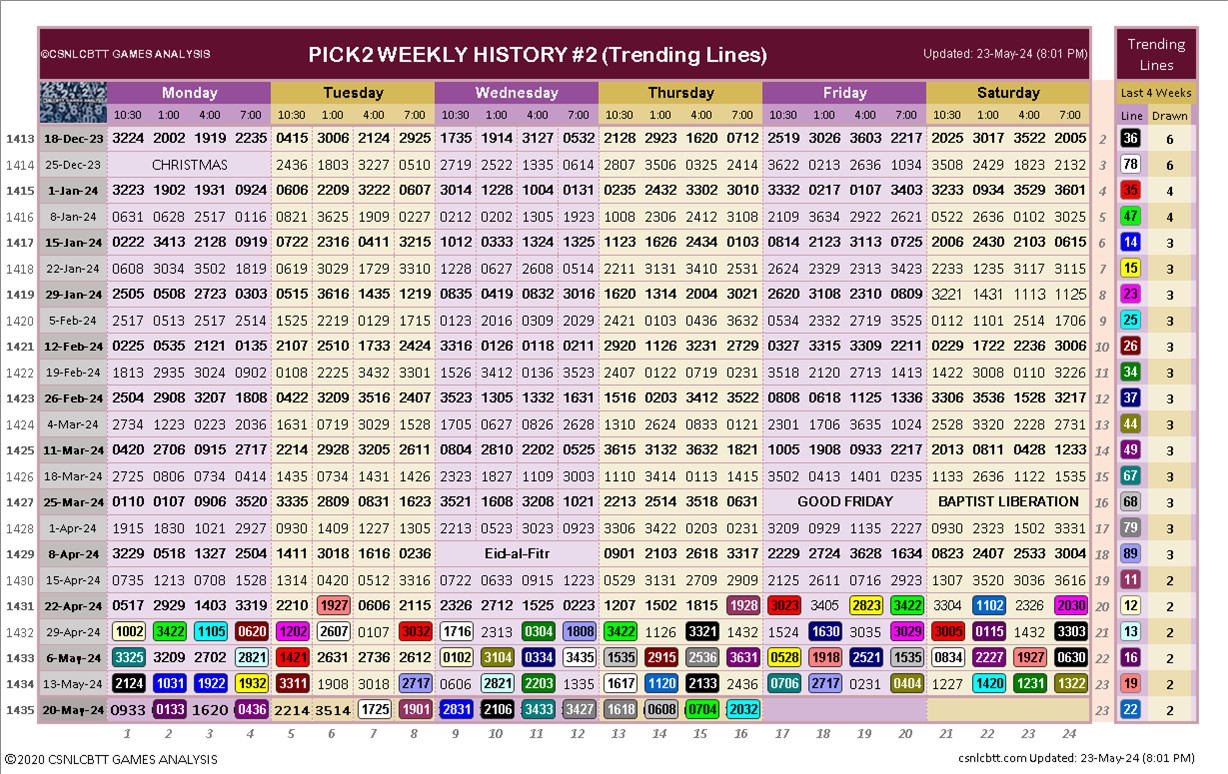 ©CSNLCBTT GAMES ANALYSIS PICK2 WEEKLY HISTORY #2 (Trending Lines) Updated: 23-May-24 (8:01 PM) Trending Lines
Monday Tuesday Wednesday Thursday Friday Saturday Last 4 Weeks
10:30 1:00 4:00 7:00 10:30 1:00 4:00 7:00 10:30 1:00 4:00 7:00 10:30 1:00 4:00 7:00 10:30 1:00 4:00 7:00 10:30 1:00 4:00 7:00 Line Drawn
1413 18-Dec-23 3224 2002 1919 2235 0415 3006 2124 2925 1735 1914 3127 0532 2128 2923 1620 0712 2519 3026 3603 2217 2025 3017 3522 2005 2 36 6
1414 25-Dec-23 CHRISTMAS 2436 1803 3227 0510 2719 2522 1335 0614 2807 3506 0325 2414 3622 0213 2636 1034 3508 2429 1823 2132 3 78 6
1415 1-Jan-24 3223 1902 1931 0924 0606 2209 3222 0607 3014 1228 1004 0131 0235 2432 3302 3010 3332 0217 0107 3403 3233 0934 3529 3601 4 35 4
1416 8-Jan-24 0631 0628 2517 0116 0821 3625 1909 0227 0212 0202 1305 1923 1008 2306 2412 3108 2109 3634 2922 2621 0522 2636 0102 3025 5 47 4
1417 15-Jan-24 0222 3413 2128 0919 0722 2316 0411 3215 1012 0333 1324 1325 1123 1626 2434 0103 0814 2123 3113 0725 2006 2430 2103 0615 6 14 3
1418 22-Jan-24 0608 3034 3502 1819 0619 3029 1729 3311 1228 0627 2608 0514 2211 3131 3410 2531 2624 2329 2313 3423 2233 1235 3117 3115 7 15 3
1419 29-Jan-24 2505 0508 2723 0303 0515 3616 1435 1210 0835 0419 0832 3016 1620 1314 2004 3021 2620 3108 2310 0809 3221 1431 1113 1125 8 23 3
1420 5-Feb-24 2517 0513 2517 2514 1525 2219 0129 1715 0123 2016 0309 2029 2421 0103 0436 3632 0534 2332 2719 3525 0112 1101 2514 1706 9 25 3
1421 12-Feb-24 0225 0535 2121 0135 2107 2510 1733 2424 3316 0126 0118 0211 2920 1126 3231 2729 0327 3315 3309 2211 0229 1722 2236 3006 10 26 3
1422 19-Feb-24 1813 2935 3024 0902 0108 2225 3432 3301 1526 3412 0136 3523 2407 0122 0719 0231 3518 2120 2713 1413 1422 3008 0110 3226 11 34 3
1423 26-Feb-24 2504 2908 3207 1808 0422 3209 3516 2407 3523 1305 1332 1631 1516 0203 3412 3522 0808 0618 1125 1336 3306 3536 1528 3217 12 37 3
1424 4-Mar-24 2734 1223 0223 2036 1631 0719 3029 1528 1705 0627 0826 2628 1310 2624 0833 0121 2301 1706 3635 1024 2528 3320 2228 2731 13 44 3
1425 11-Mar-24 0420 2706 0915 2717 2214 2928 3205 2611 0804 2810 2202 0525 3615 3132 3632 1821 1005 1908 0933 2217 2013 0811 0428 1233 14 49 3
1426 18-Mar-24 2725 0806 0734 0414 1435 0734 1431 1426 2323 1827 1109 3003 1110 3414 0113 1415 3502 0413 1401 0235 1133 2636 1122 1535 15 67 3
1427 25-Mar-24 0110 0107 0906 3520 3335 2809 0831 1623 3521 1608 3208 1021 2213 2514 3518 0631 GOOD FRIDAY BAPTIST LIBERATION 16 68 3
1428 1-Apr-24 1915 1830 1021 2927 0930 1409 1227 1305 2213 0523 3023 0923 3306 3422 0203 0231 3209 0929 1135 2227 0930 2323 1502 3331 17 79 3
1429 8-Apr-24 3229 0518 1327 2504 1411 3018 1616 0236 Eid-al-Fitr 0901 2103 2618 3317 2229 2724 3628 1634 0823 2407 2533 3004 18 89 3
1430 15-Apr-24 0735 1213 0708 1528 1314 0420 0512 3316 0722 0633 0915 1223 0529 3131 2709 2909 2125 2611 0716 2923 1307 3520 3036 3616 19 11 2
1431 22-Apr-24 0517 2929 1403 3319 2210 1927 0606 2115 2326 2712 1525 0223 1207 1502 1815 1928 3023 3405 2823 3422 3304 1102 2326 2030 20 12 2
1432 29-Apr-24 1002 3422 1105 0620 1202 2607 0107 3032 1716 2313 0304 1808 3422 1126 3321 1432 1524 1630 3035 3029 3005 0115 1432 3303 21 13 2
1433 6-May-24 3325 3209 2702 2821 1421 2631 2736 2612 0102 3104 0334 3435 1535 2915 2536 3631 0528 1918 2521 1535 0834 2227 1927 0630 22 16 2
1434 13-May-24 2124 1031 1922 1932 3311 1908 3018 2717 0606 2821 2203 1335 1617 1120 2133 2436 0706 2717 0231 0404 1227 1420 1231 1322 23 19 2
1435 20-May-24 0933 0133 1620 0436 2214 3514 1725 1901 2831 2106 3433 3427 1618 0608 0704 2032 23 22 2
1 2 3 4 5 6 7 8 9 10 11 12 13 14 15 16 17 18 19 20 21 22 23 24
©2020 CSNLCBTT GAMES ANALYSIS csnlcbtt.com Updated: 23-May-24 (8:01 PM)